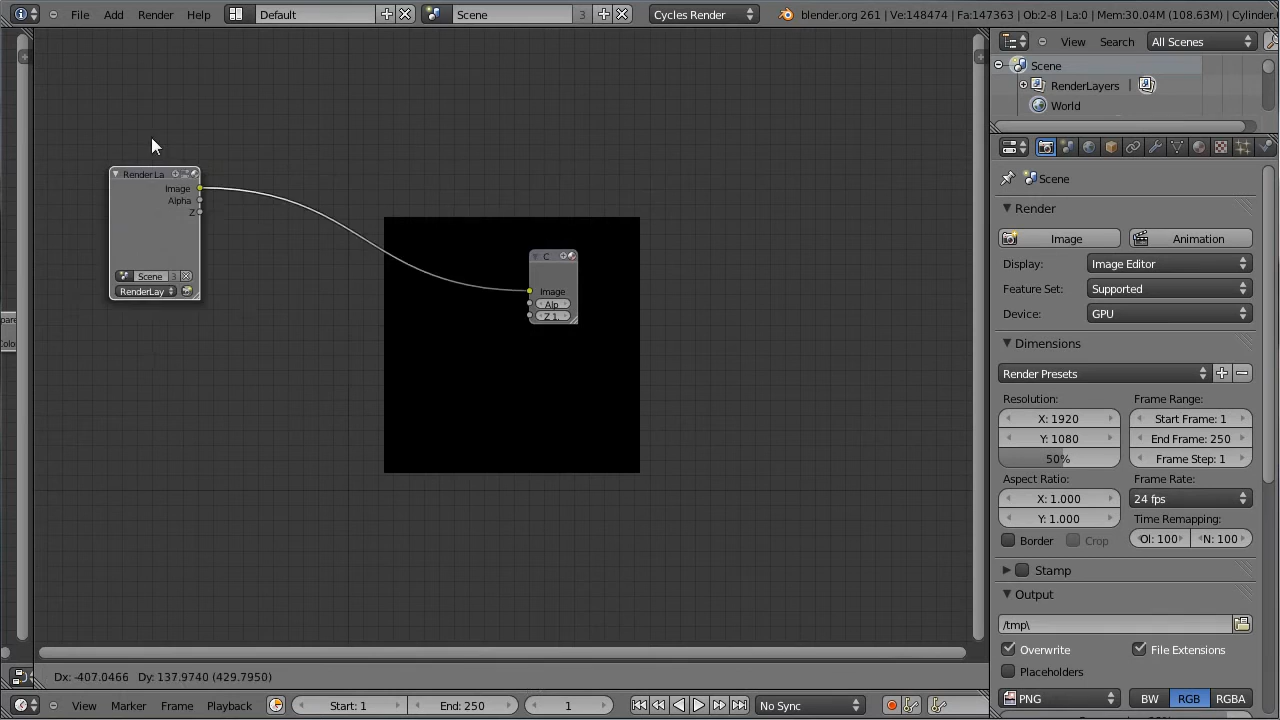 File Add Render Help Default Scene 3 Cycles Render blender.org 261 | Ve:148474 | Fa:147363 | Ob:2-8 | La:0 | Mem:30.04M (108.63M) | Cylinder.
View Search All Scenes
Scene
RenderLayers |
World
Scene
Render
Image Animation
Display: Image Editor
Feature Set: Supported
Device: GPU
Dimensions
Render Presets
Resolution: Frame Range:
X: 1920 Start Frame: 1
Y: 1080 End Frame: 250
50% Frame Step: 1
Aspect Ratio: Frame Rate:
X: 1.000 24 fps
Y: 1.000 Time Remapping:
Ol: 100 N: 100
Border Crop
Stamp
Output
/tmp\
Overwrite File Extensions
Placeholders
PNG BW RGB RGBA
Render La
Image
Alpha
Z
Scene 3
RenderLay
C
Image
Alp
Z 1.
pare
Colo
Dx: -407.0466 Dy: 137.9740 (429.7950)
View Marker Frame Playback Start: 1 End: 250 1 No Sync